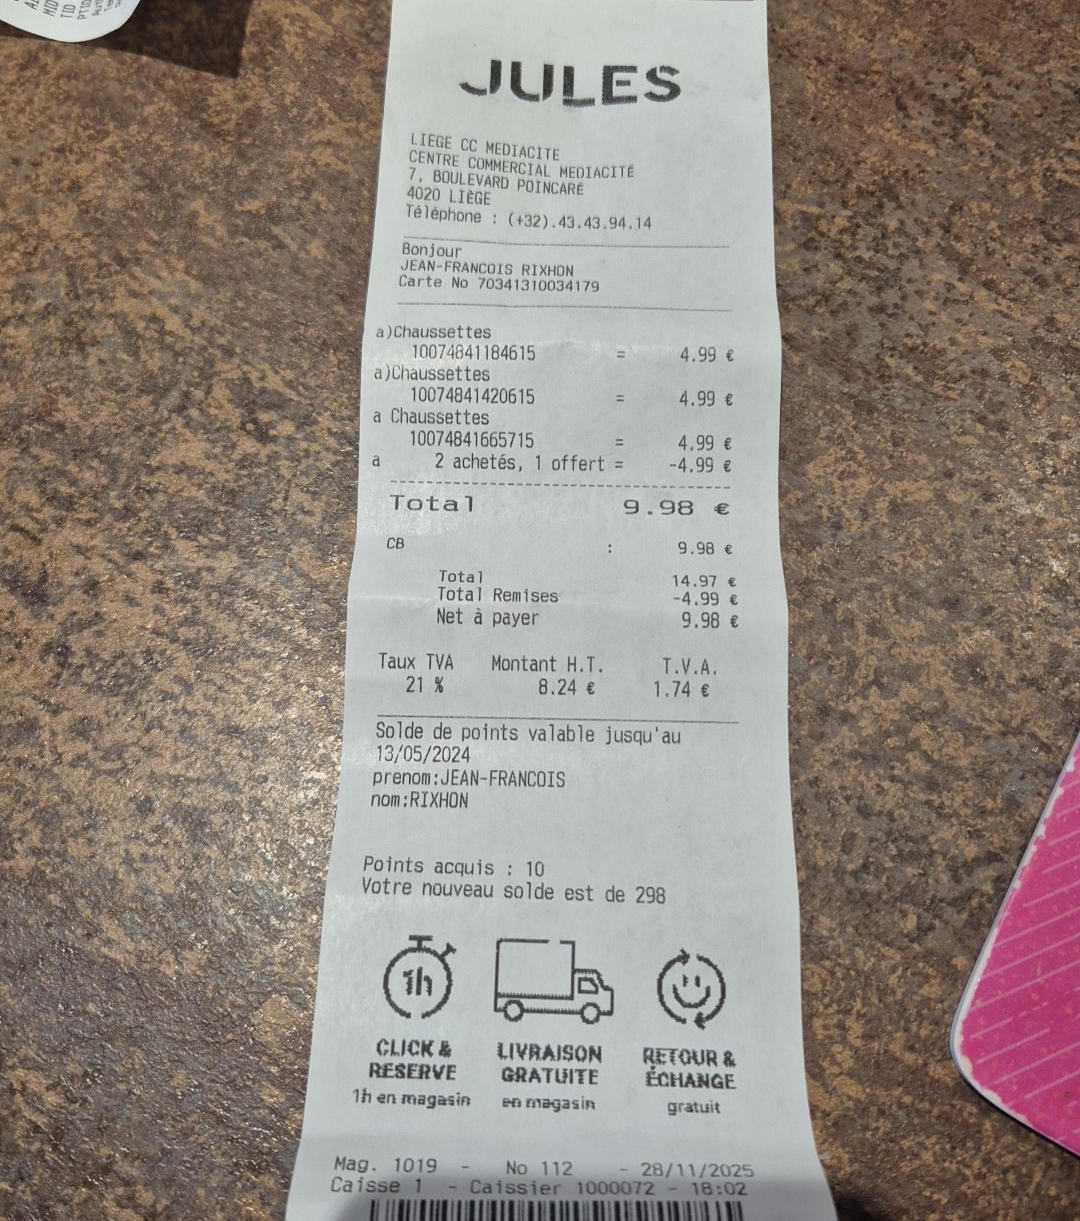 JULES
LIEGE CC MEDIACITE
CENTRE COMMERCIAL MEDIACITÉ
7, BOULEVARD POINCARÉ
4020 LIÈGE
Téléphone : (+32).43.43.94.14
Bonjour
JEAN-FRANCOIS RIXHON
Carte No 70341310034179
a)Chaussettes
10074841184615 = 4.99 €
a)Chaussettes
10074841420615 = 4.99 €
a Chaussettes
10074841665715 = 4.99 €
a 2 achetés, 1 offert = -4.99 €
Total 9.98 €
CB : 9.98 €
Total 14.97 €
Total Remises -4.99 €
Net à payer 9.98 €
Taux TVA Montant H.T. T.V.A.
21 % 8.24 € 1.74 €
Solde de points valable jusqu'au
13/05/2024
prenom:JEAN-FRANCOIS
nom:RIXHON
Points acquis : 10
Votre nouveau solde est de 298
1h
CLICK & RESERVE
1h en magasin
LIVRAISON GRATUITE
en magasin
RETOUR & ÉCHANGE
gratuit
Mag. 1019 - No 112 - 28/11/2025
Caisse 1 - Caissier 1000072 - 18:02